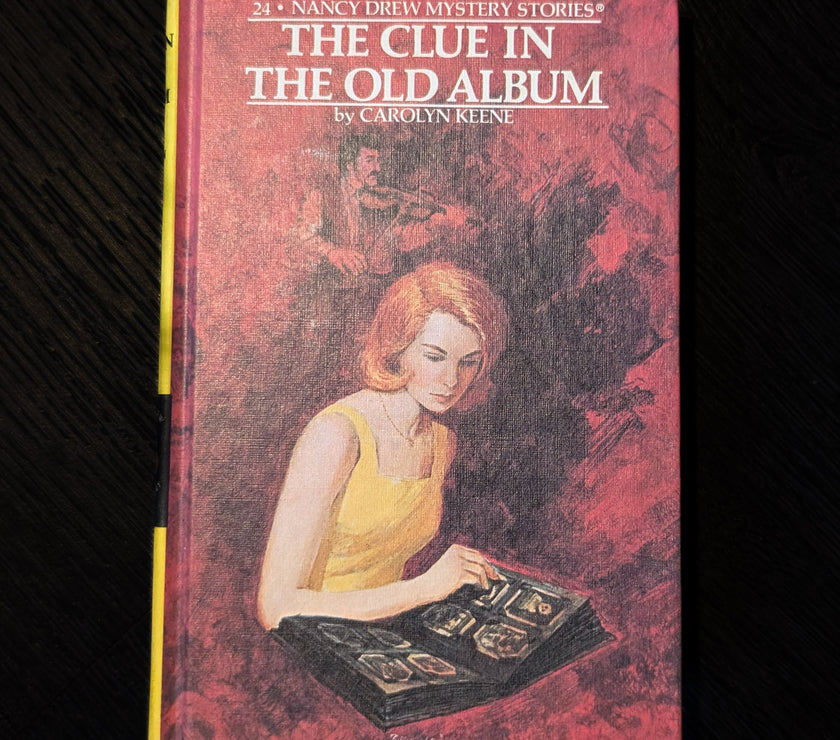 24 • NANCY DREW MYSTERY STORIES®
THE CLUE IN
THE OLD ALBUM
by CAROLYN KEENE